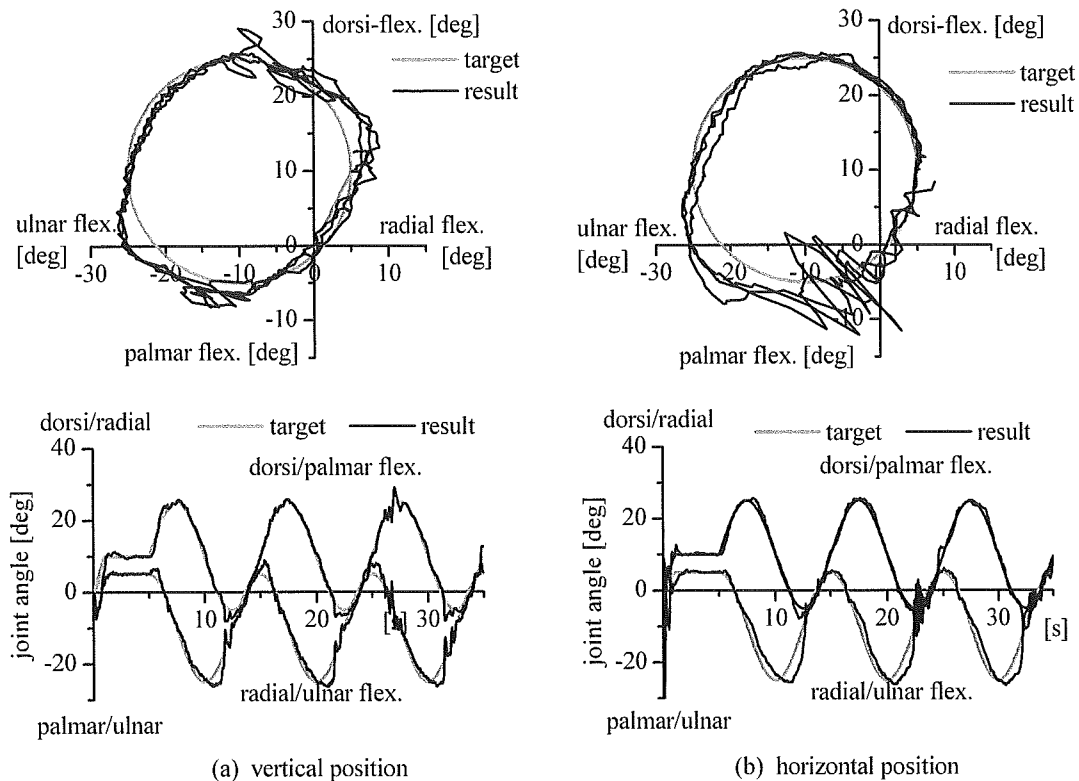 30 dorsi-flex. [deg]
target
result
20
10
ulnar flex. radial flex.
[deg] 0 [deg]
-30 -20 -10 0 10
-10
palmar flex. [deg]
30 dorsi-flex. [deg]
target
result
20
10
ulnar flex. radial flex.
[deg] 0 [deg]
-30 -20 -10 10
palmar flex. [deg]
dorsi/radial target result
40
dorsi/palmar flex.
joint angle [deg]
20
0
10 20 30
-20
radial/ulnar flex.
palmar/ulnar
(a) vertical position
dorsi/radial
40 target result
dorsi/palmar flex.
joint angle [deg]
20
0
10 20 30 [s]
-20
radial/ulnar flex.
palmar/ulnar
(b) horizontal position